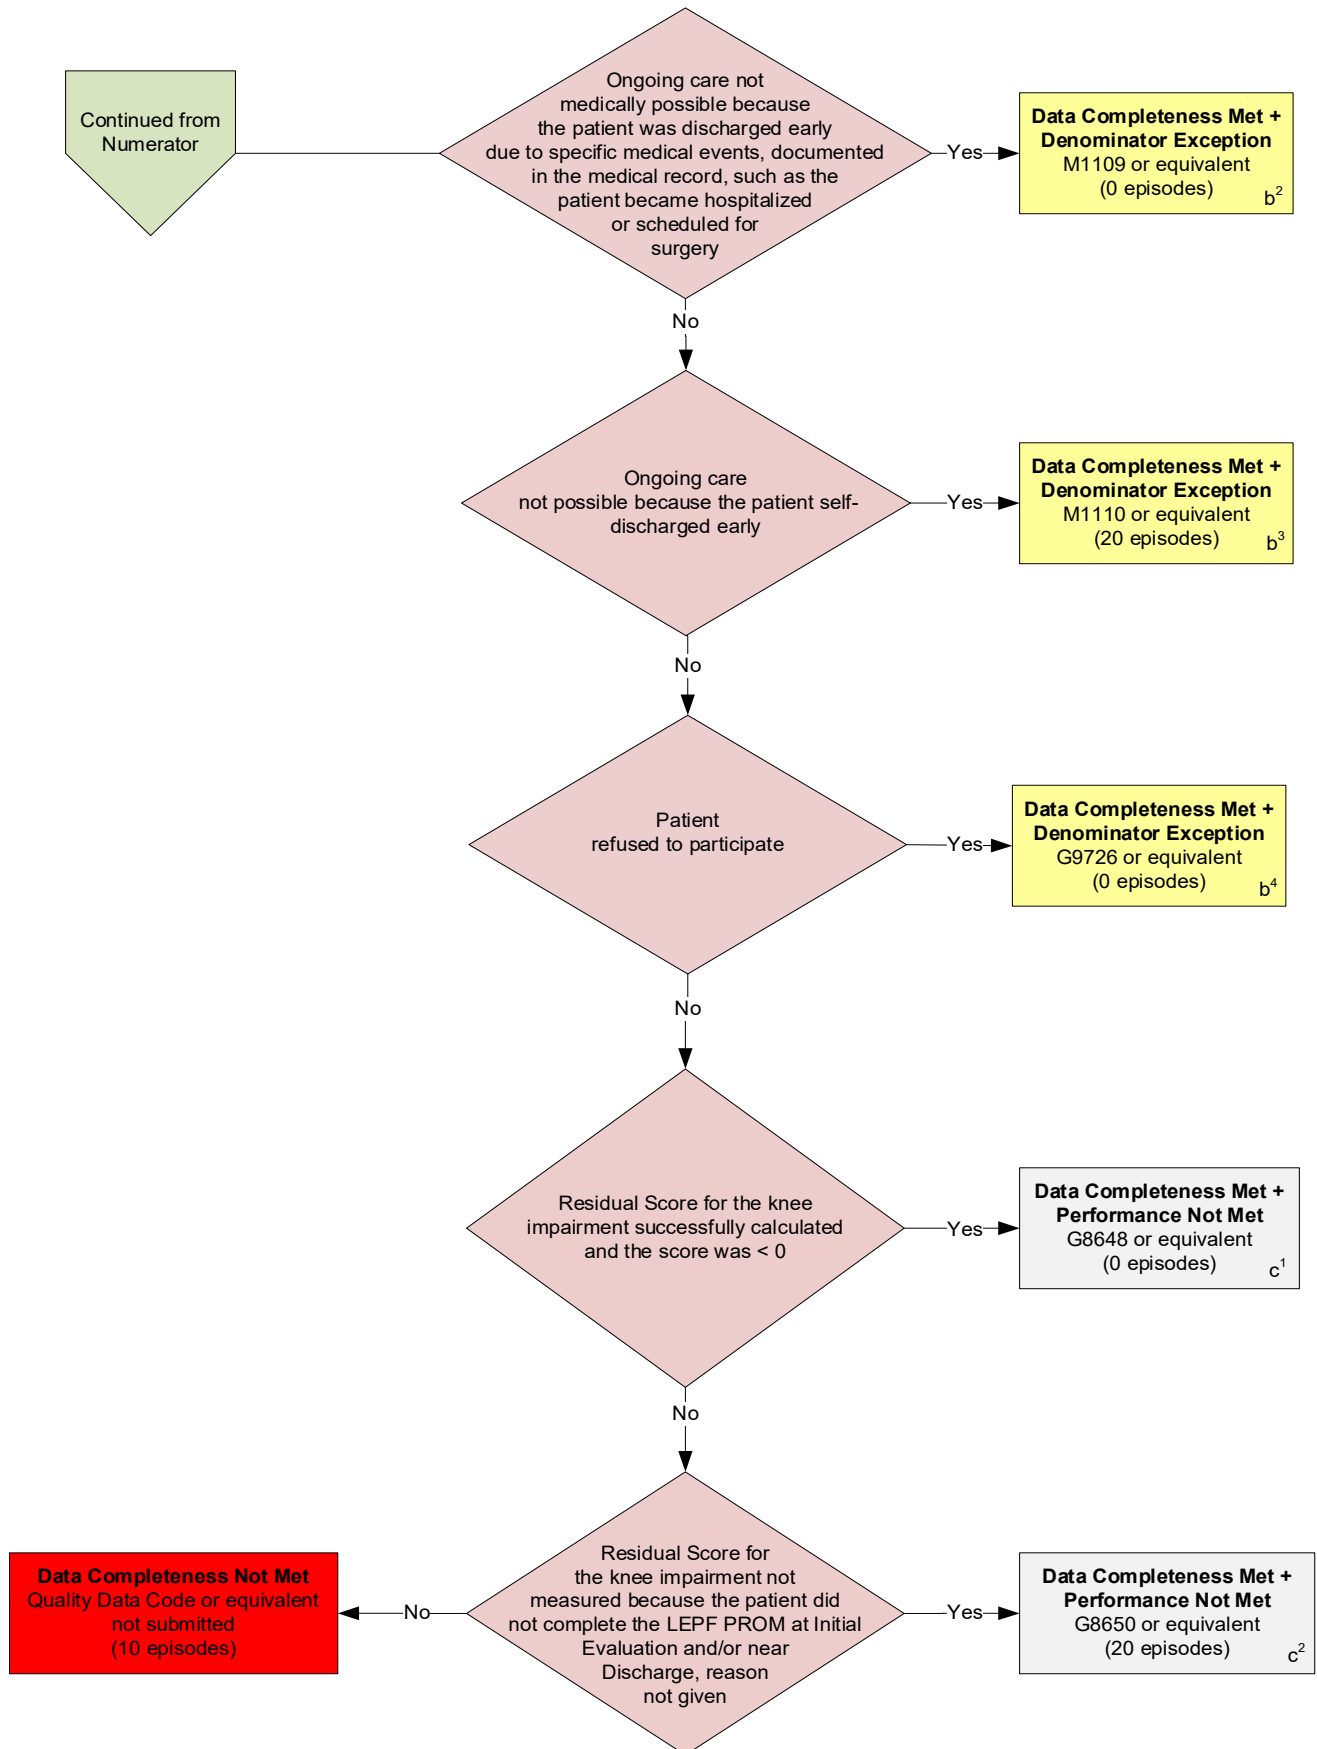 Continued from
Numerator
Ongoing care not
medically possible because
the patient was discharged early
due to specific medical events, documented
in the medical record, such as the
patient became hospitalized
or scheduled for
surgery
Yes
Data Completeness Met +
Denominator Exception
M1109 or equivalent
(0 episodes)
b²
No
Ongoing care
not possible because the patient self-
discharged early
Yes
Data Completeness Met +
Denominator Exception
M1110 or equivalent
(20 episodes)
b³
No
Patient
refused to participate
Yes
Data Completeness Met +
Denominator Exception
G9726 or equivalent
(0 episodes)
b⁴
No
Residual Score for the knee
impairment successfully calculated
and the score was < 0
Yes
Data Completeness Met +
Performance Not Met
G8648 or equivalent
(0 episodes)
c¹
No
Residual Score for
the knee impairment not
measured because the patient did
not complete the LEPF PROM at Initial
Evaluation and/or near
Discharge, reason
not given
Yes
Data Completeness Met +
Performance Not Met
G8650 or equivalent
(20 episodes)
c²
No
Data Completeness Not Met
Quality Data Code or equivalent
not submitted
(10 episodes)